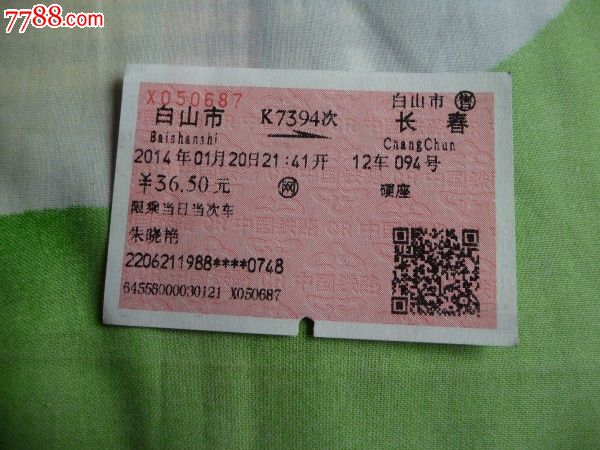 7788.com
X050687
白山市 售
白山市 K7394次 长春
Baishanshi ChangChun
2014年01月20日21:41开 12车094号
￥36.50元 网 硬座
限乘当日当次车
朱晓艳
2206211988****0748
64558000030121 X050687